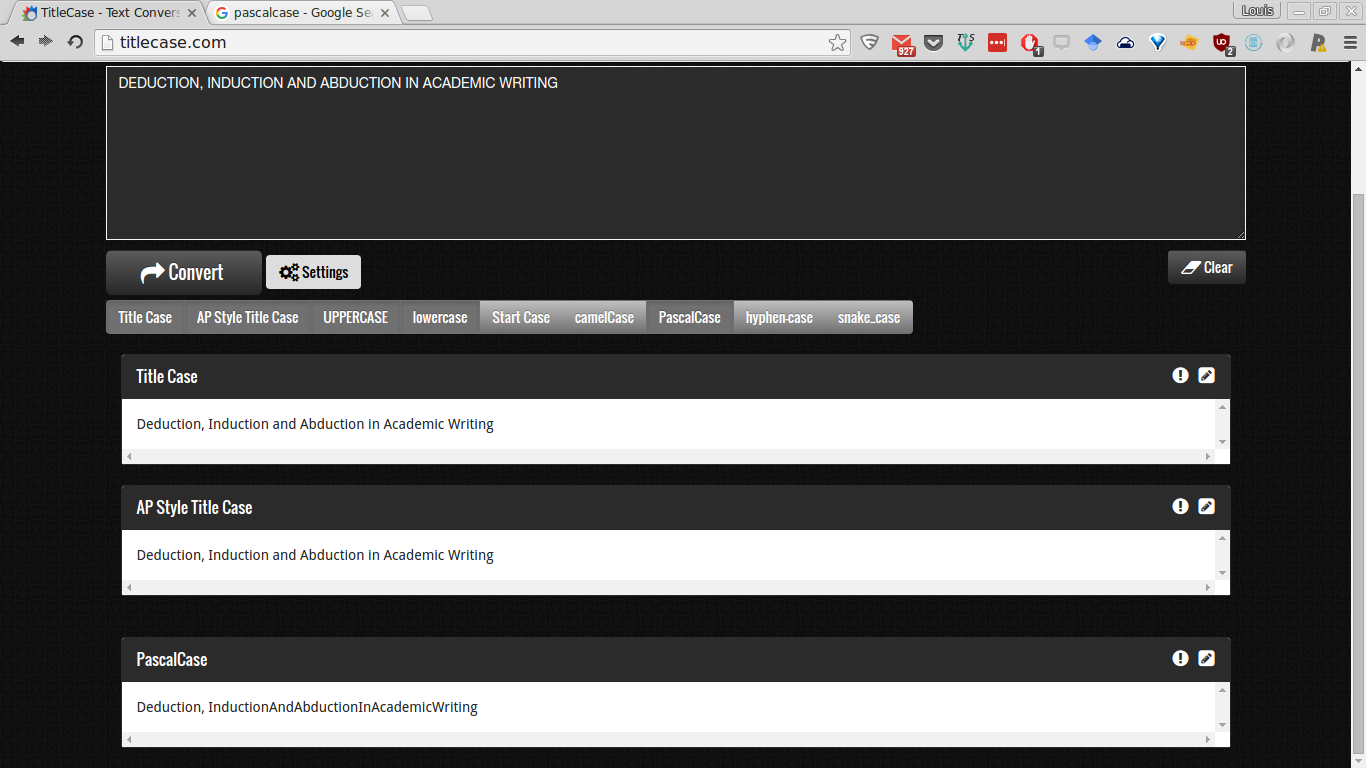 TitleCase - Text Convers
pascalcase - Google Se
Louis
titlecase.com
927
1
2
DEDUCTION, INDUCTION AND ABDUCTION IN ACADEMIC WRITING
Convert
Settings
Clear
Title Case
AP Style Title Case
UPPERCASE
lowercase
Start Case
camelCase
PascalCase
hyphen-case
snake_case
Title Case
Deduction, Induction and Abduction in Academic Writing
AP Style Title Case
Deduction, Induction and Abduction in Academic Writing
PascalCase
Deduction, InductionAndAbductionInAcademicWriting